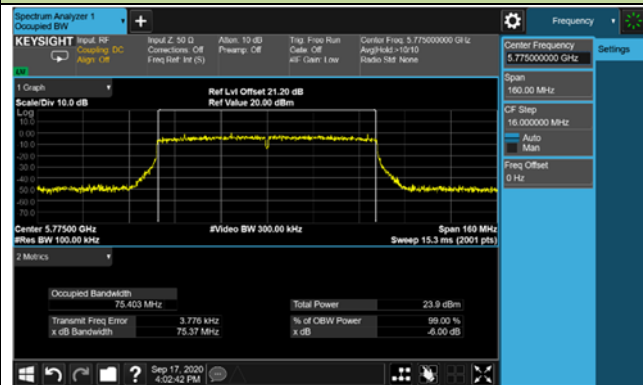 Spectrum Analyzer 1
Occupied BW
Frequency
KEYSIGHT
Input: RF
Coupling: DC
Align: Off
Input Z: 50 Ω
Corrections: Off
Freq Ref: Int (S)
Atten: 10 dB
Preamp: Off
Trig: Free Run
Gate: Off
#IF Gain: Low
Center Freq: 5.775000000 GHz
Avg|Hold:>10/10
Radio Std: None
Center Frequency
5.775000000 GHz
Settings
Span
160.00 MHz
CF Step
16.000000 MHz
Auto
Man
Freq Offset
0 Hz
1 Graph
Scale/Div 10.0 dB
Ref Lvl Offset 21.20 dB
Ref Value 20.00 dBm
Log
10.0
0.00
-10.0
-20.0
-30.0
-40.0
-50.0
-60.0
-70.0
Center 5.77500 GHz
#Video BW 300.00 kHz
Span 160 MHz
#Res BW 100.00 kHz
Sweep 15.3 ms (2001 pts)
2 Metrics
Occupied Bandwidth
75.403 MHz
Total Power
23.9 dBm
Transmit Freq Error
3.776 kHz
% of OBW Power
99.00 %
x dB Bandwidth
75.37 MHz
x dB
-6.00 dB
Sep 17, 2020
4:02:42 PM